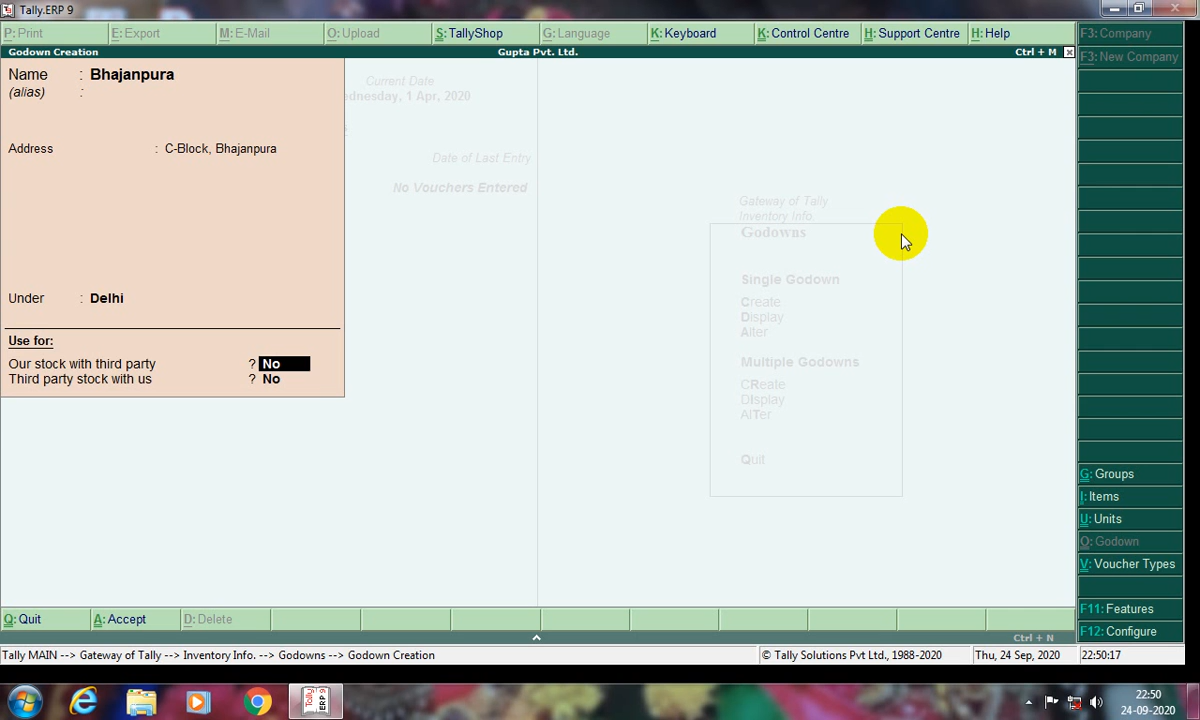 Tally.ERP 9
P: Print E: Export M: E-Mail O: Upload S: TallyShop G: Language K: Keyboard K: Control Centre H: Support Centre H: Help
F3: Company
F3: New Company
Godown Creation Gupta Pvt. Ltd. Ctrl + M
Name : Bhajanpura
(alias) :
Address : C-Block, Bhajanpura
Under : Delhi
Use for:
Our stock with third party ? No
Third party stock with us ? No
Current Date
dnesday, 1 Apr, 2020
Date of Last Entry
No Vouchers Entered
Gateway of Tally
Inventory Info.
Godowns
Single Godown
Create
Display
Alter
Multiple Godowns
CReate
DIsplay
AlTer
Quit
G: Groups
I: Items
U: Units
O: Godown
V: Voucher Types
F11: Features
F12: Configure
Q: Quit A: Accept D: Delete
Ctrl + N
Tally MAIN --> Gateway of Tally --> Inventory Info. --> Godowns --> Godown Creation © Tally Solutions Pvt Ltd., 1988-2020 Thu, 24 Sep, 2020 22:50:17
Tally ERP 9
22:50
24-09-2020